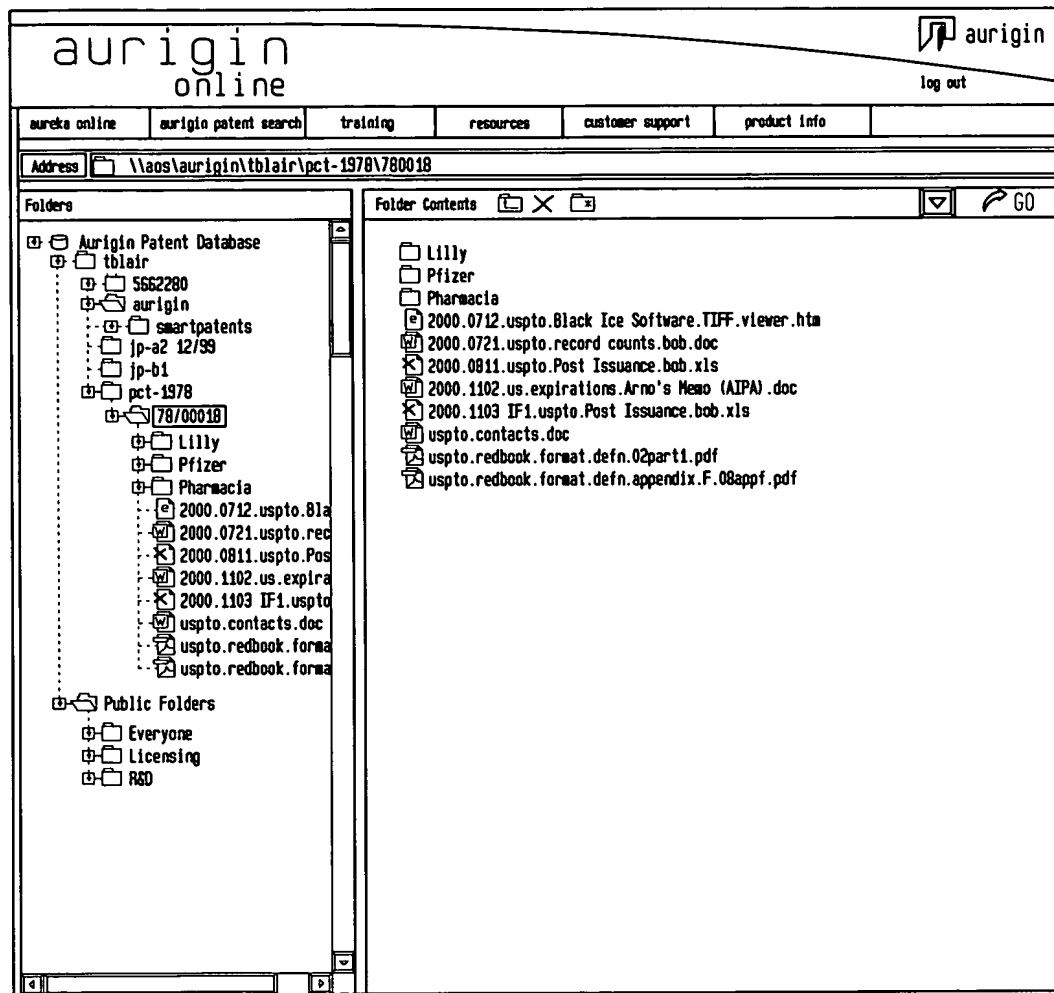 aurigin
online
aurigin
log out
aureka online
aurigin patent search
training
resources
customer support
product info
Address
\\aos\aurigin\tblair\pct-1978\780018
Folders
Aurigin Patent Database
tblair
5662280
aurigin
smartpatents
jp-a2 12/99
jp-b1
pct-1978
78/00018
Lilly
Pfizer
Pharmacia
2000.0712.uspto.Bla
2000.0721.uspto.rec
2000.0811.uspto.Pos
2000.1102.us.expira
2000.1103 IF1.uspto
uspto.contacts.doc
uspto.redbook.forma
uspto.redbook.forma
Public Folders
Everyone
Licensing
R&D
Folder Contents
GO
Lilly
Pfizer
Pharmacia
2000.0712.uspto.Black Ice Software.TIFF.viewer.htm
2000.0721.uspto.record counts.bob.doc
2000.0811.uspto.Post Issuance.bob.xls
2000.1102.us.expirations.Arno's Memo (AIPA).doc
2000.1103 IF1.uspto.Post Issuance.bob.xls
uspto.contacts.doc
uspto.redbook.format.defn.02part1.pdf
uspto.redbook.format.defn.appendix.F.08appf.pdf